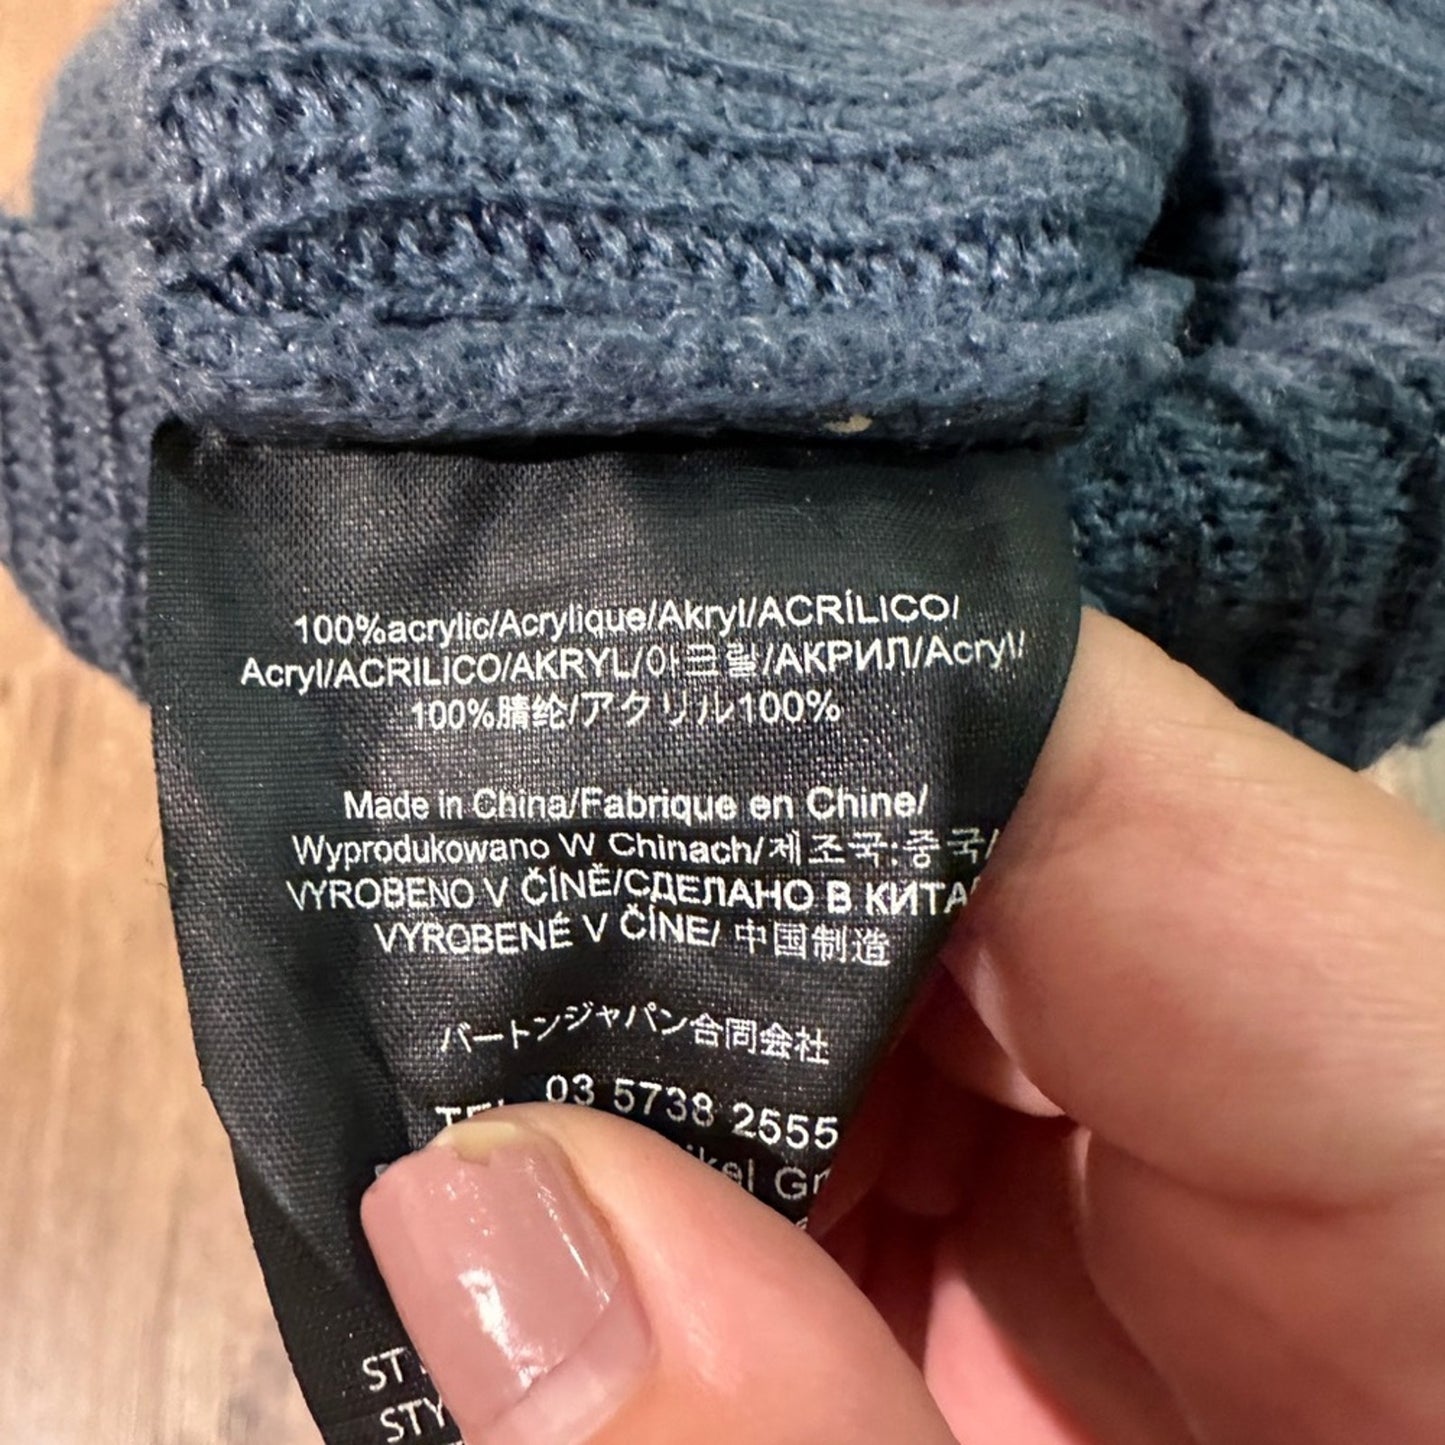 100%acrylic/Acrylique/Akryl/ACRÍLICO/
Acryl/ACRILICO/AKRYL/아크릴/АКРИЛ/Acryl/
100%腈纶/アクリル100%
Made in China/Fabrique en Chine/
Wyprodukowano W Chinach/제조국:중국/
VYROBENO V ČÍNĚ/СДЕЛАНО В
VYROBENÉ V ČÍNE/ 中国制造
バートンジャパン合同会社
03 5738 2555